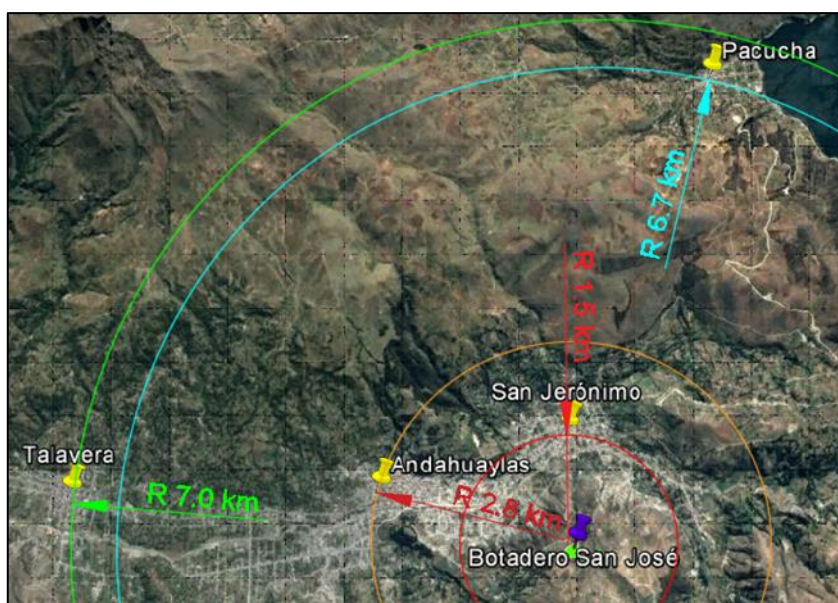 Pacucha
R 6.7 km
R 1.5 km
San Jerónimo
Talavera
Andahuaylas
R 7.0 km
R 2.8 km
Botadero San José